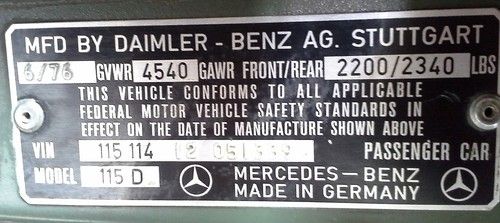 MFD BY DAIMLER - BENZ AG. STUTTGART
6/76 GVWR 4540 GAWR FRONT/REAR 2200/2340 LBS
THIS VEHICLE CONFORMS TO ALL APPLICABLE
FEDERAL MOTOR VEHICLE SAFETY STANDARDS IN
EFFECT ON THE DATE OF MANUFACTURE SHOWN ABOVE
VIN 115 114 12 PASSENGER CAR
MODEL 115 D MERCEDES-BENZ
MADE IN GERMANY